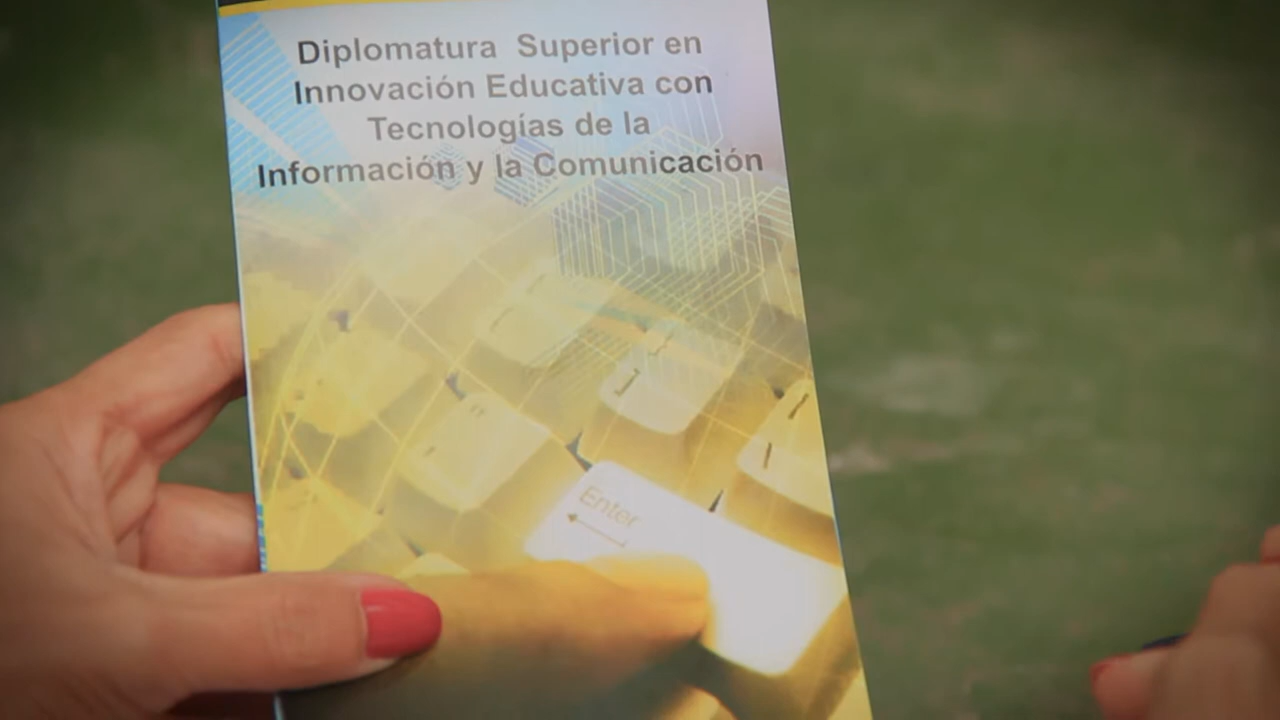 Diplomatura Superior en
Innovación Educativa con
Tecnologías de la
Información y la Comunicación
]
Enter